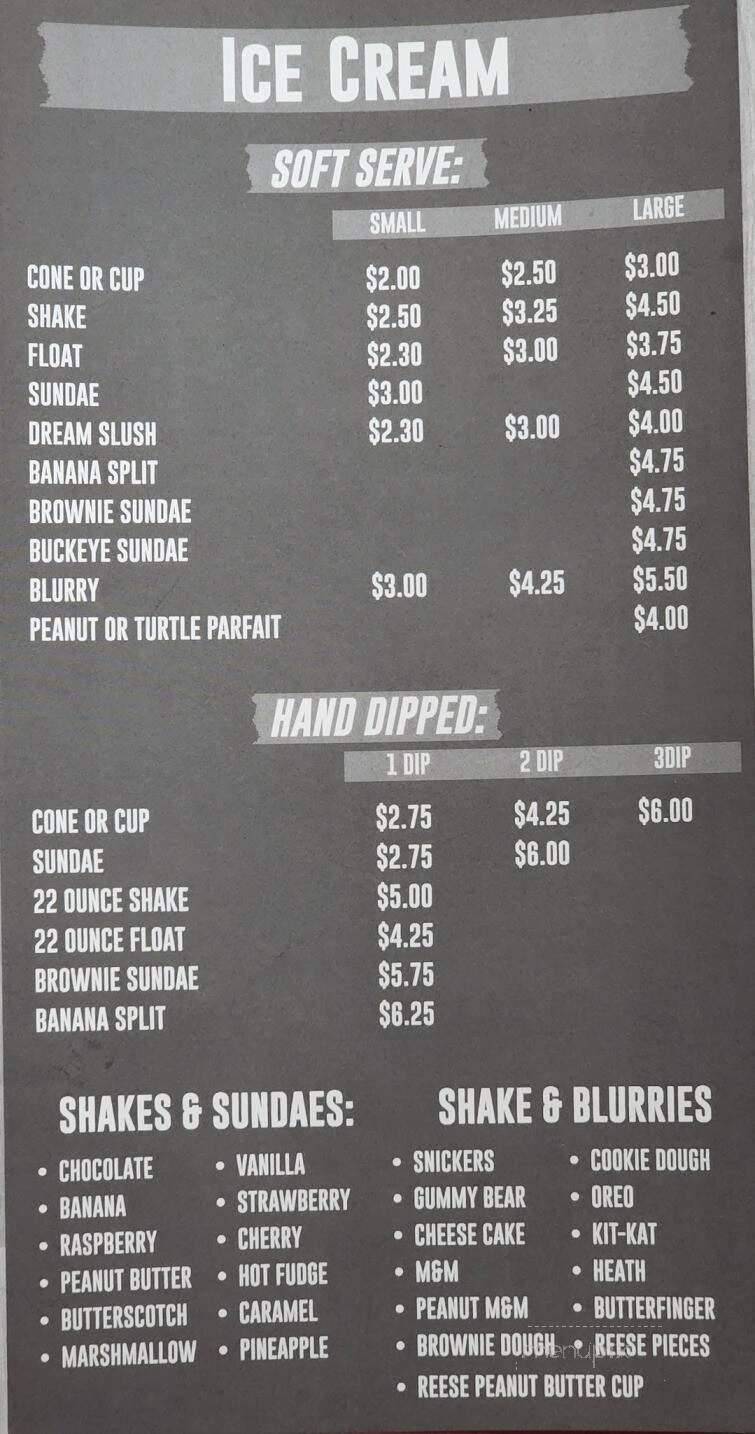 ICE CREAM
SOFT SERVE:
SMALL MEDIUM LARGE
CONE OR CUP $2.00 $2.50 $3.00
SHAKE $2.50 $3.25 $4.50
FLOAT $2.30 $3.00 $3.75
SUNDAE $3.00 $4.50
DREAM SLUSH $2.30 $3.00 $4.00
BANANA SPLIT $4.75
BROWNIE SUNDAE $4.75
BUCKEYE SUNDAE $4.75
BLURRY $3.00 $4.25 $5.50
PEANUT OR TURTLE PARFAIT $4.00
HAND DIPPED:
1 DIP 2 DIP 3DIP
CONE OR CUP $2.75 $4.25 $6.00
SUNDAE $2.75 $6.00
22 OUNCE SHAKE $5.00
22 OUNCE FLOAT $4.25
BROWNIE SUNDAE $5.75
BANANA SPLIT $6.25
SHAKES & SUNDAES:
• CHOCOLATE • VANILLA
• BANANA • STRAWBERRY
• RASPBERRY • CHERRY
• PEANUT BUTTER • HOT FUDGE
• BUTTERSCOTCH • CARAMEL
• MARSHMALLOW • PINEAPPLE
SHAKE & BLURRIES
• SNICKERS • COOKIE DOUGH
• GUMMY BEAR • OREO
• CHEESE CAKE • KIT-KAT
• M&M • HEATH
• PEANUT M&M • BUTTERFINGER
• BROWNIE DOUGH • REESE PIECES
• REESE PEANUT BUTTER CUP